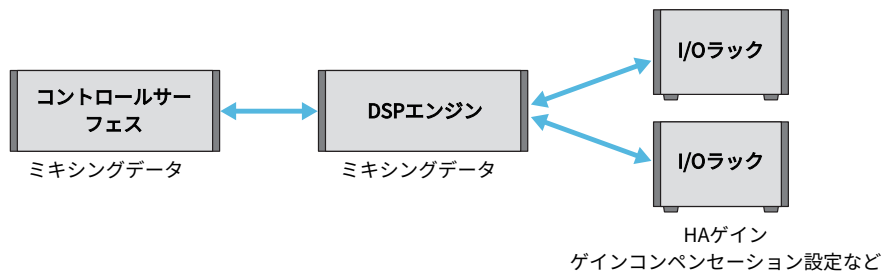 コントロールサー
フェス
ミキシングデータ
DSPエンジン
ミキシングデータ
I/Oラック
I/Oラック
HAゲイン
ゲインコンペンセーション設定など